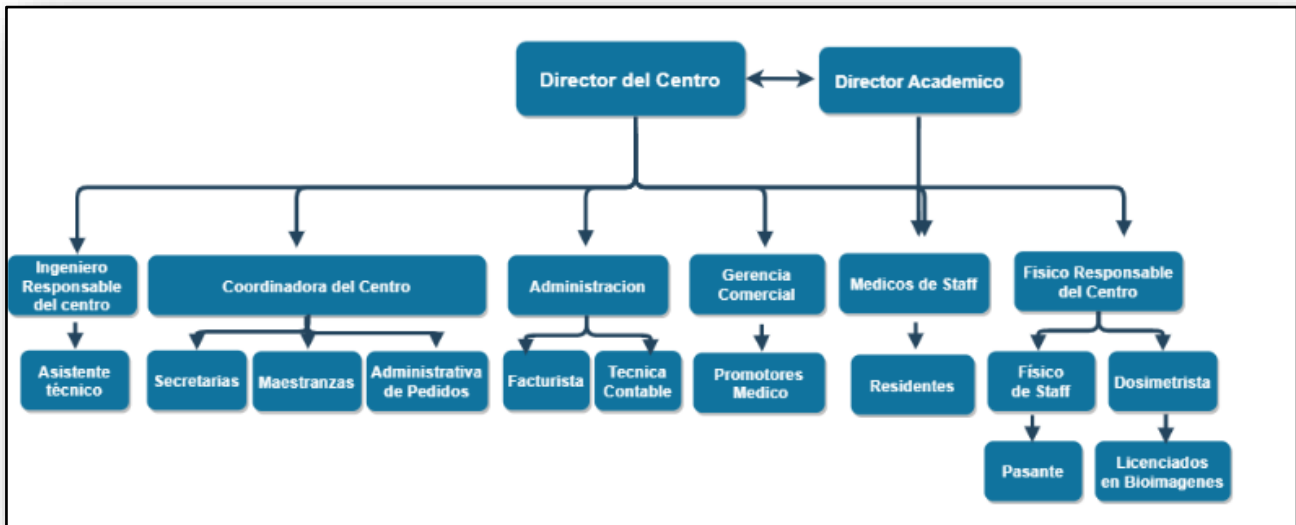 Director del Centro
Director Academico
Ingeniero
Responsable
del centro
Coordinadora del Centro
Administracion
Gerencia
Comercial
Medicos de Staff
Físico Responsable
del Centro
Asistente
técnico
Secretarias
Maestranzas
Administrativa
de Pedidos
Facturista
Tecnica
Contable
Promotores
Medico
Residentes
Físico
de Staff
Dosimetrista
Pasante
Licenciados
en Bioimagenes